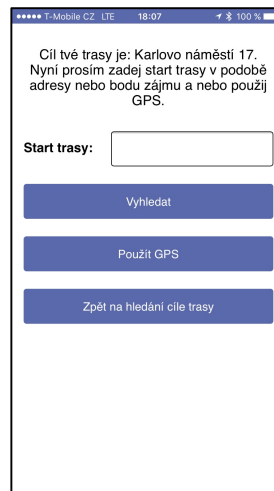 T-Mobile CZ LTE 18:07 100 %
Cíl tvé trasy je: Karlovo náměstí 17.
Nyní prosím zadej start trasy v podobě
adresy nebo bodu zájmu a nebo použij
GPS.
Start trasy:
Vyhledat
Použít GPS
Zpět na hledání cíle trasy